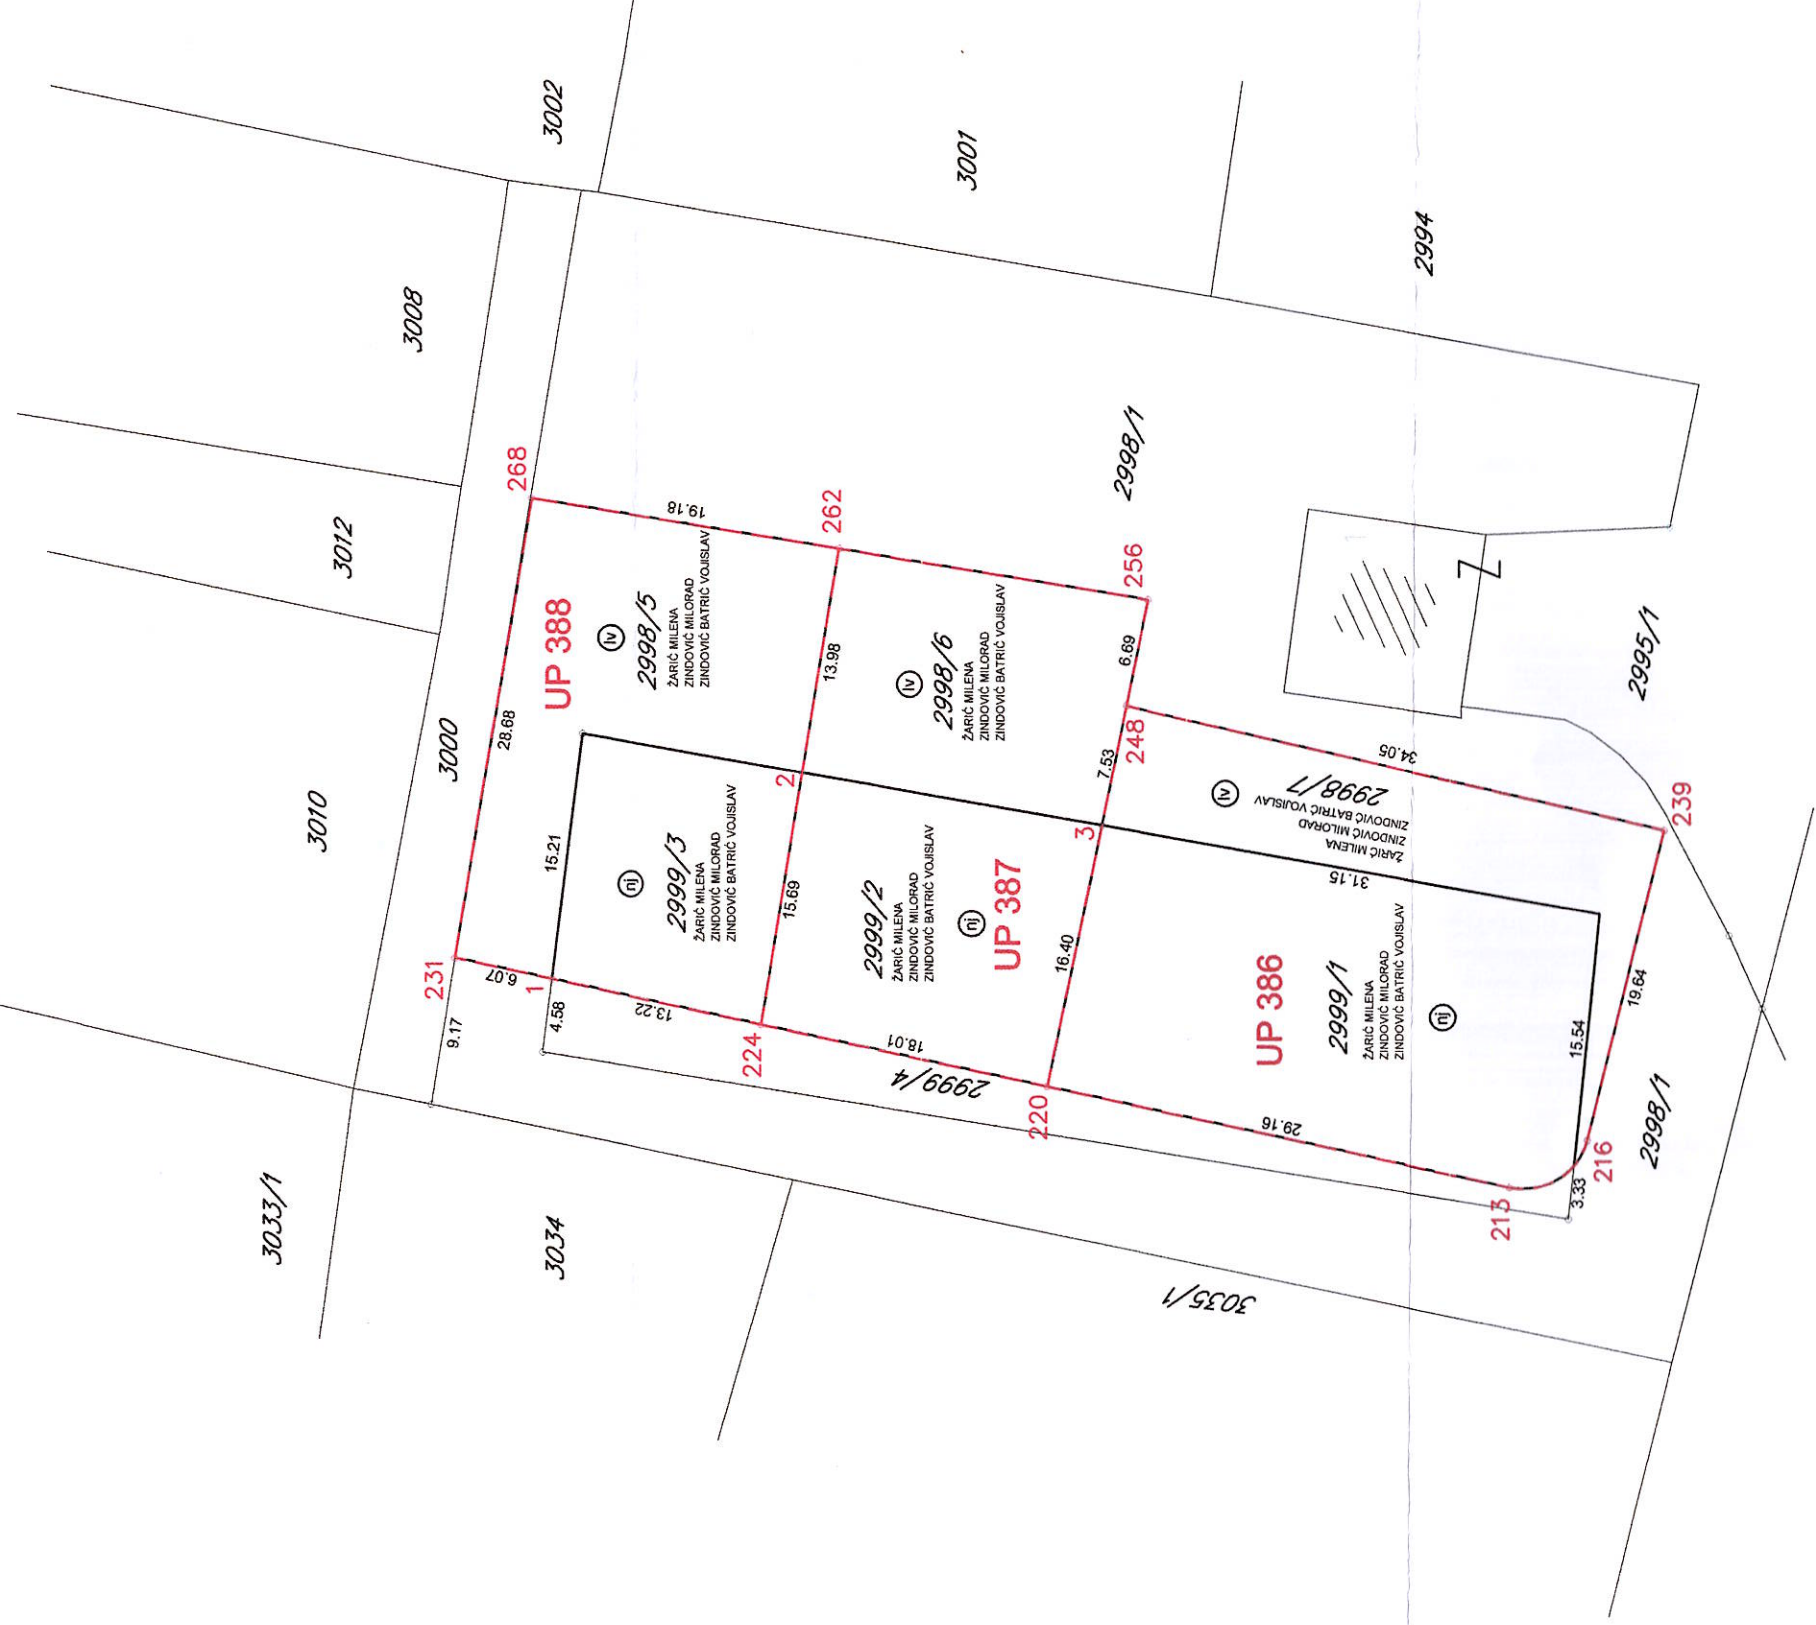 3002
3001
2994
3008
3012
3010
3000
3033/1
3034
3035/1
2998/1
2995/1
2998/1
268
262
256
248
239
231
1
224
220
213
216
2
3
28.68
19.18
6.07
9.17
4.58
15.21
13.22
15.69
13.98
18.01
6.69
7.53
16.40
34.05
31.15
29.16
19.64
15.54
3.33
UP 388
lv
2998/5
ŽARIĆ MILENA
ZINDOVIĆ MILORAD
ZINDOVIĆ BATRIĆ VOJISLAV
nj
2999/3
ŽARIĆ MILENA
ZINDOVIĆ MILORAD
ZINDOVIĆ BATRIĆ VOJISLAV
lv
2998/6
ŽARIĆ MILENA
ZINDOVIĆ MILORAD
ZINDOVIĆ BATRIĆ VOJISLAV
2999/2
ŽARIĆ MILENA
ZINDOVIĆ MILORAD
ZINDOVIĆ BATRIĆ VOJISLAV
nj
UP 387
2999/4
lv
2998/7
ZINDOVIĆ BATRIĆ VOJISLAV
ZINDOVIĆ MILORAD
ŽARIĆ MILENA
UP 386
2999/1
ŽARIĆ MILENA
ZINDOVIĆ MILORAD
ZINDOVIĆ BATRIĆ VOJISLAV
nj